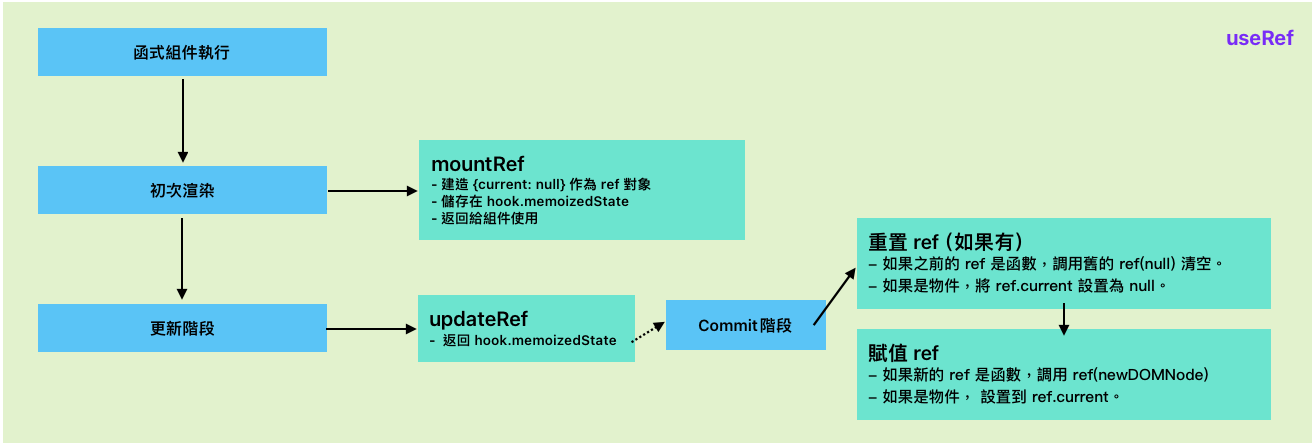 useRef
函式組件執行
初次渲染
mountRef
- 建造 {current: null} 作為 ref 對象
- 儲存在 hook.memoizedState
- 返回給組件使用
更新階段
updateRef
- 返回 hook.memoizedState
Commit階段
重置 ref（如果有）
– 如果之前的 ref 是函數，調用舊的 ref(null) 清空。
– 如果是物件，將 ref.current 設置為 null。
賦值 ref
– 如果新的 ref 是函數，調用 ref(newDOMNode)
– 如果是物件， 設置到 ref.current。